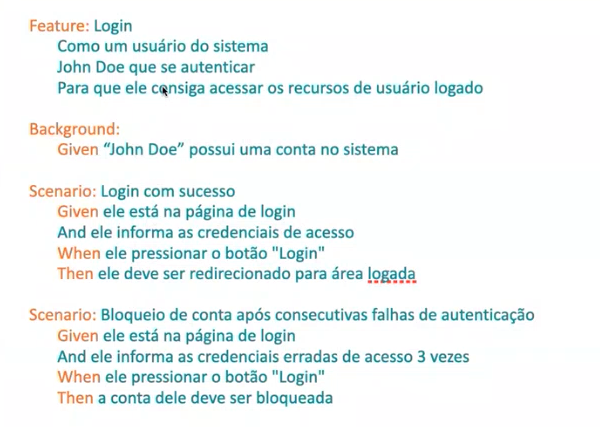 Feature: Login
Como um usuário do sistema
John Doe que se autenticar
Para que ele consiga acessar os recursos de usuário logado
Background:
Given “John Doe” possui uma conta no sistema
Scenario: Login com sucesso
Given ele está na página de login
And ele informa as credenciais de acesso
When ele pressionar o botão "Login"
Then ele deve ser redirecionado para área logada
Scenario: Bloqueio de conta após consecutivas falhas de autenticação
Given ele está na página de login
And ele informa as credenciais erradas de acesso 3 vezes
When ele pressionar o botão "Login"
Then a conta dele deve ser bloqueada